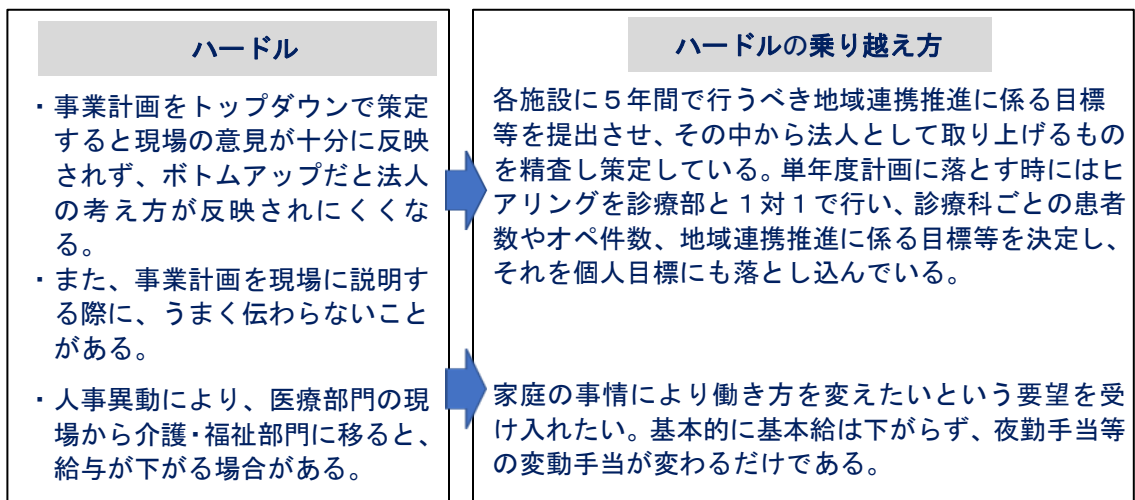 ハードル
・事業計画をトップダウンで策定
すると現場の意見が十分に反映
されず、ボトムアップだと法人
の考え方が反映されにくくな
る。
・また、事業計画を現場に説明す
る際に、うまく伝わらないこと
がある。
・人事異動により、医療部門の現
場から介護・福祉部門に移ると、
給与が下がる場合がある。
ハードルの乗り越え方
各施設に５年間で行うべき地域連携推進に係る目標
等を提出させ、その中から法人として取り上げるもの
を精査し策定している。単年度計画に落とす時にはヒ
アリングを診療部と１対１で行い、診療科ごとの患者
数やオペ件数、地域連携推進に係る目標等を決定し、
それを個人目標にも落とし込んでいる。
家庭の事情により働き方を変えたいという要望を受
け入れたい。基本的に基本給は下がらず、夜勤手当等
の変動手当が変わるだけである。